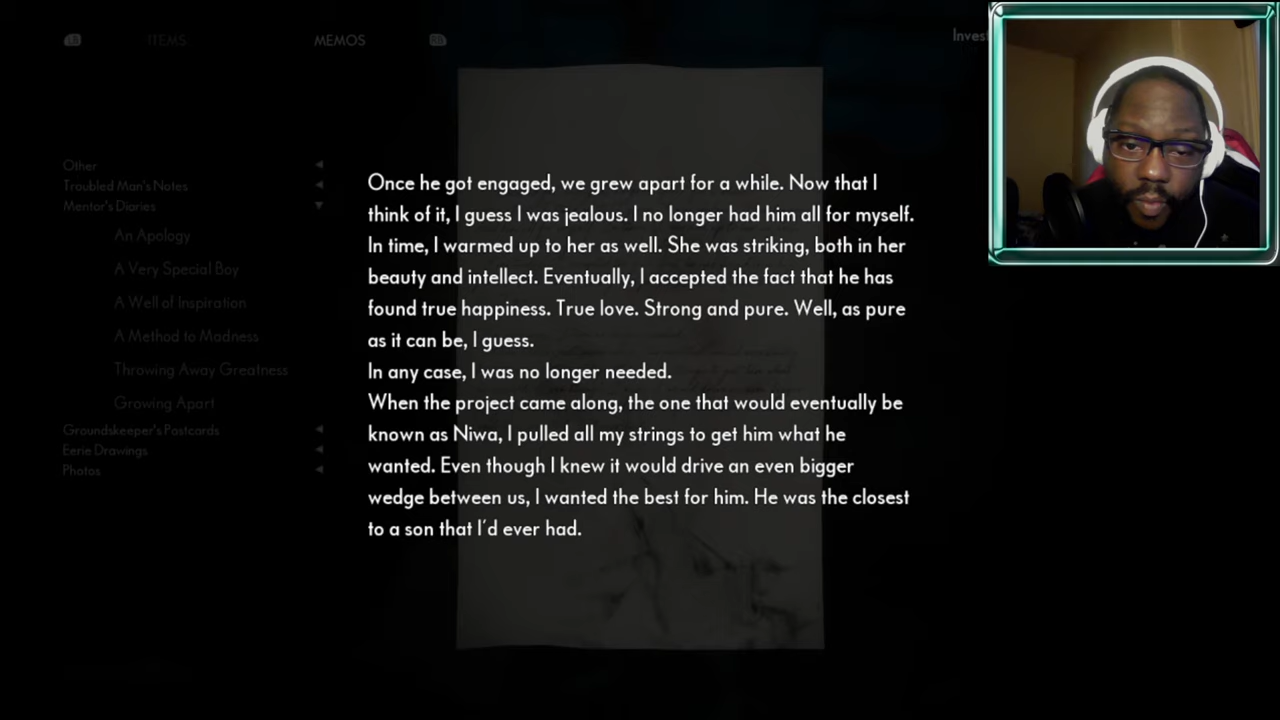 ITEMS
MEMOS
Invest
Other
Troubled Man's Notes
Mentor's Diaries
An Apology
A Very Special Boy
A Well of Inspiration
A Method to Madness
Throwing Away Greatness
Growing Apart
Groundskeeper's Postcards
Eerie Drawings
Photos
Once he got engaged, we grew apart for a while. Now that I
think of it, I guess I was jealous. I no longer had him all for myself.
In time, I warmed up to her as well. She was striking, both in her
beauty and intellect. Eventually, I accepted the fact that he has
found true happiness. True love. Strong and pure. Well, as pure
as it can be, I guess.
In any case, I was no longer needed.
When the project came along, the one that would eventually be
known as Niwa, I pulled all my strings to get him what he
wanted. Even though I knew it would drive an even bigger
wedge between us, I wanted the best for him. He was the closest
to a son that I'd ever had.